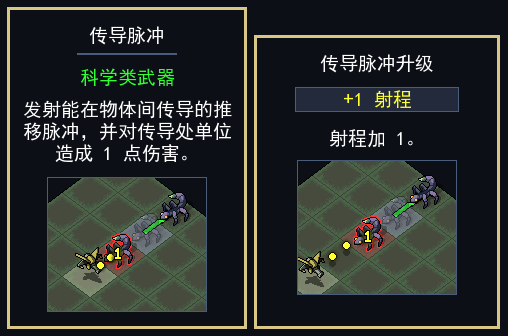 传导脉冲
科学类武器
发射能在物体间传导的推
移脉冲，并对传导处单位
造成 1 点伤害。
1
传导脉冲升级
+1 射程
射程加 1。
1